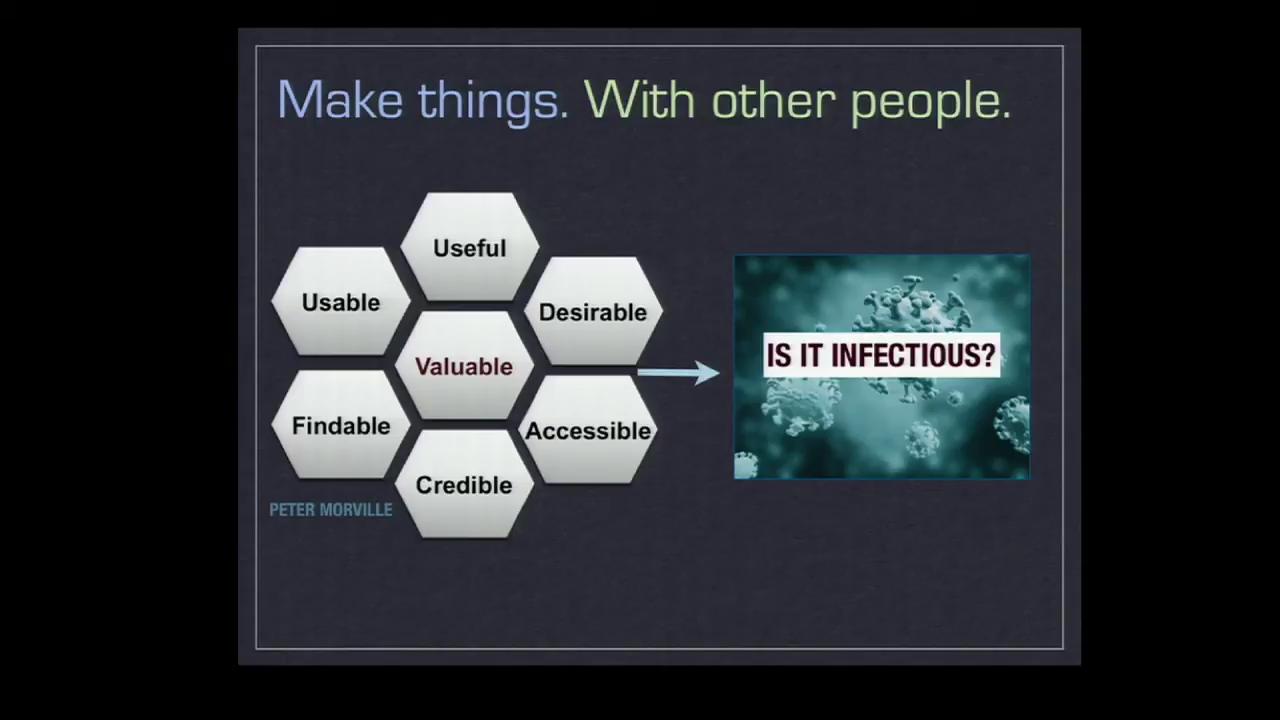 Make things. With other people.
Useful
Usable
Desirable
Valuable
Findable
Accessible
Credible
PETER MORVILLE
IS IT INFECTIOUS?